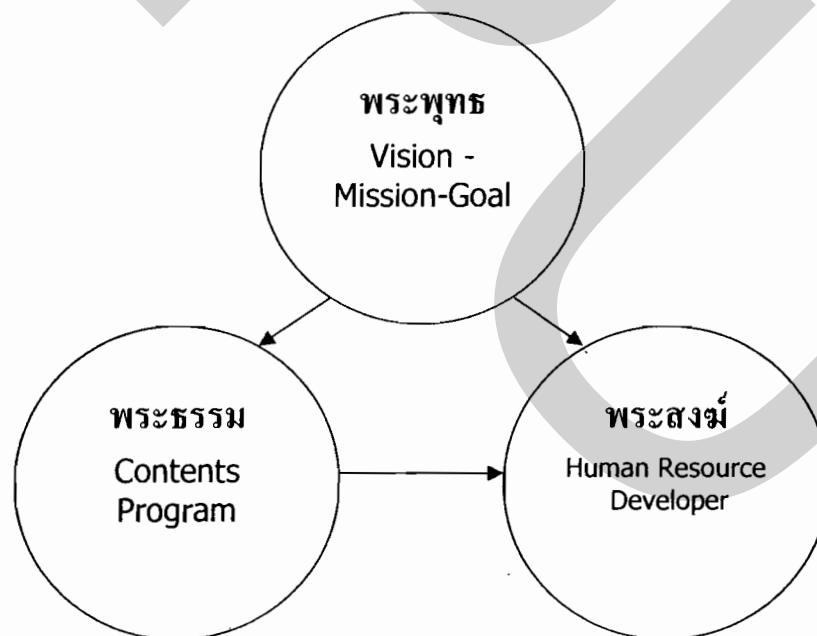 พระพุทธ
Vision -
Mission-Goal
พระธรรม
Contents
Program
พระสงฆ์
Human Resource
Developer